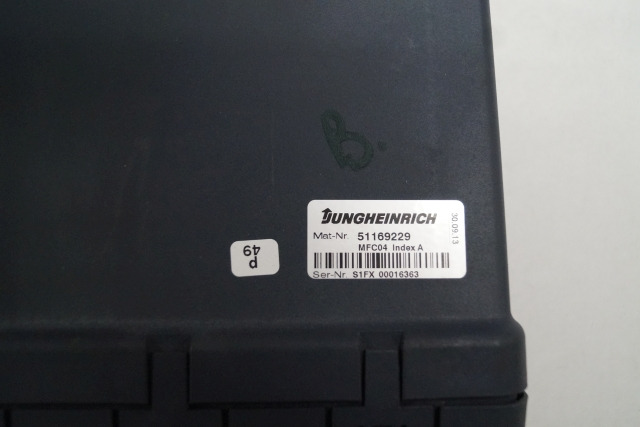 b.
JUNGHEINRICH
Mat-Nr. 51169229
MFC04 Index A
Ser-Nr. S1FX 00016363
30.09.13
P
49